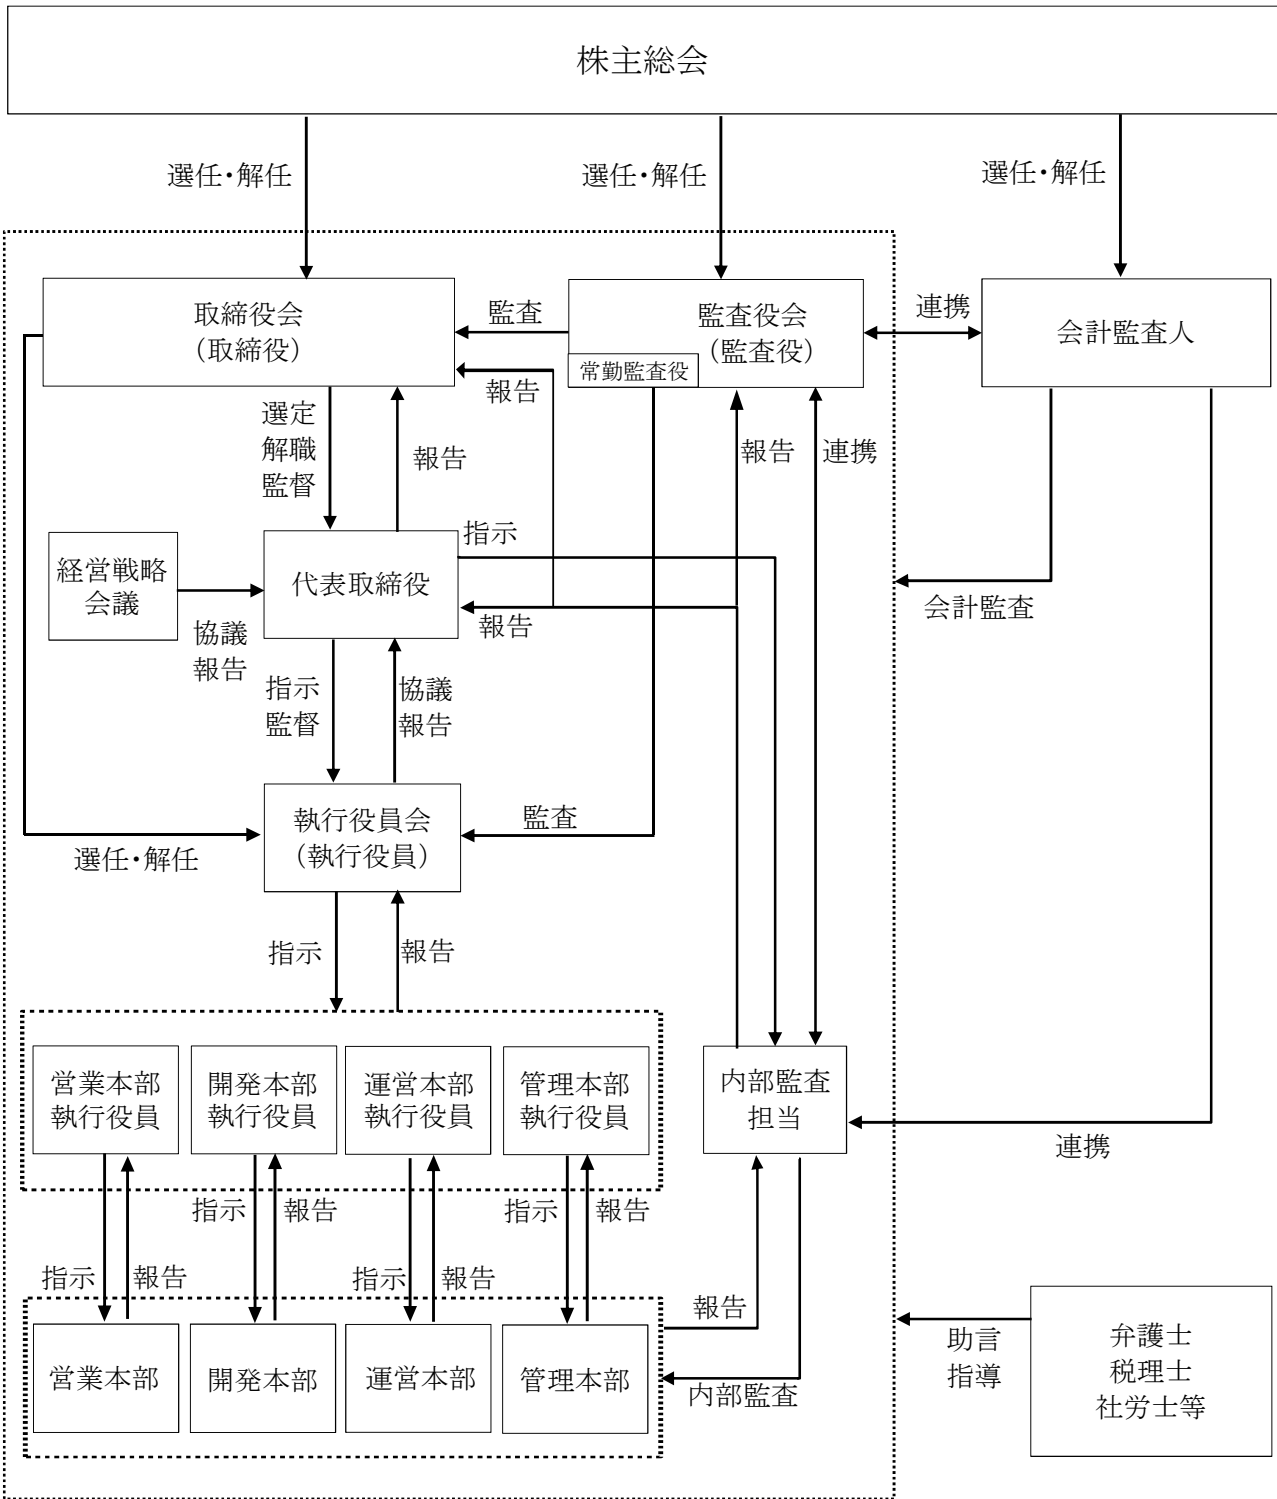 株主総会
選任・解任
選任・解任
選任・解任
取締役会
（取締役）
監査
監査役会
（監査役）
常勤監査役
連携
会計監査人
報告
選定
解職
監督
報告
報告
連携
指示
経営戦略
会議
代表取締役
報告
会計監査
協議
報告
指示
監督
協議
報告
執行役員会
（執行役員）
監査
選任・解任
指示
報告
営業本部
執行役員
開発本部
執行役員
運営本部
執行役員
管理本部
執行役員
内部監査
担当
連携
指示
報告
指示
報告
指示
報告
指示
報告
報告
営業本部
開発本部
運営本部
管理本部
内部監査
助言
指導
弁護士
税理士
社労士等